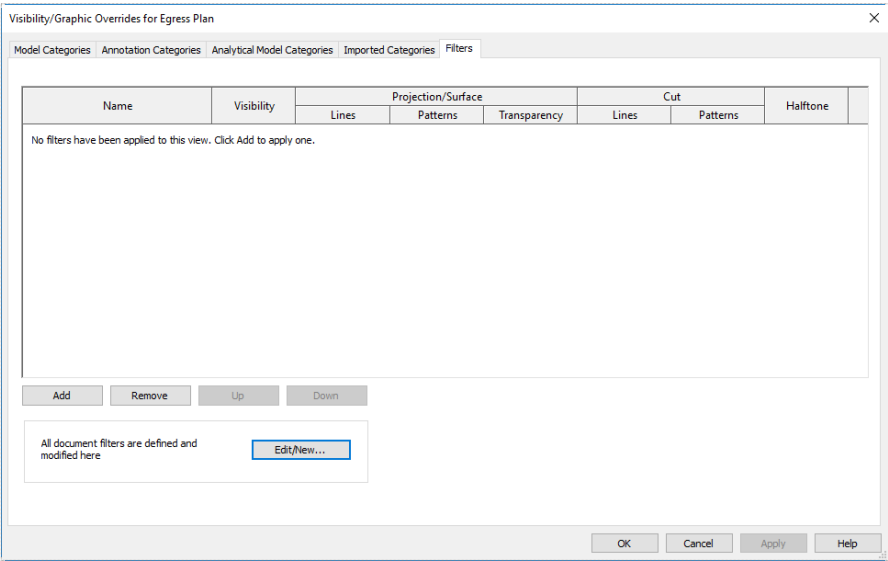 Visibility/Graphic Overrides for Egress Plan
Model Categories Annotation Categories Analytical Model Categories Imported Categories Filters
Name Visibility Projection/Surface Cut Halftone
Lines Patterns Transparency Lines Patterns
No filters have been applied to this view. Click Add to apply one.
Add Remove Up Down
All document filters are defined and
modified here
Edit/New...
OK Cancel Apply Help